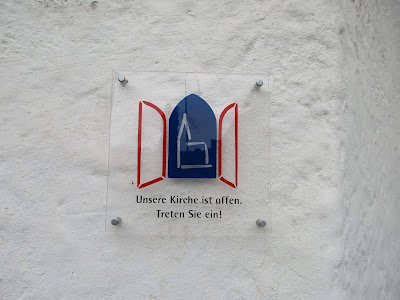 Unsere Kirche ist offen.
Treten Sie ein!